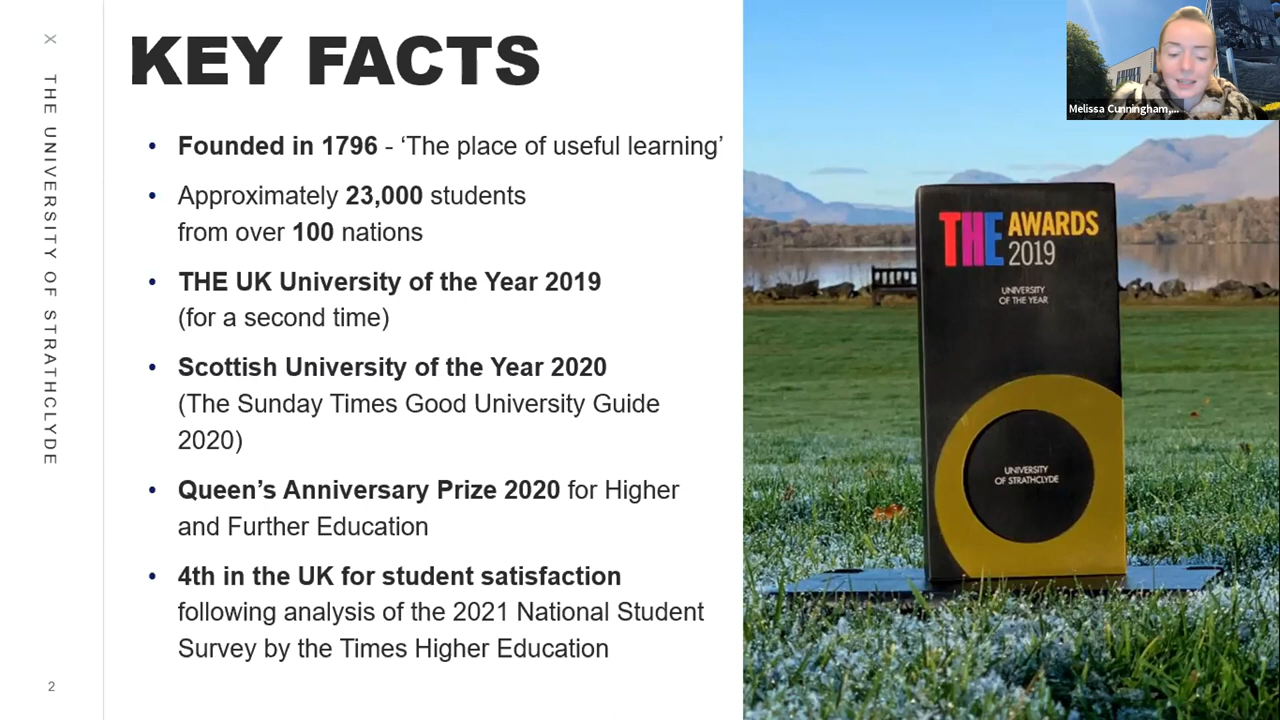 X THE UNIVERSITY OF STRATHCLYDE
KEY FACTS
• Founded in 1796 - ‘The place of useful learning’
• Approximately 23,000 students
from over 100 nations
• THE UK University of the Year 2019
(for a second time)
• Scottish University of the Year 2020
(The Sunday Times Good University Guide
2020)
• Queen’s Anniversary Prize 2020 for Higher
and Further Education
• 4th in the UK for student satisfaction
following analysis of the 2021 National Student
Survey by the Times Higher Education
2
THE AWARDS
2019
UNIVERSITY
OF THE YEAR
UNIVERSITY
OF STRATHCLYDE
Melissa Cunningham,...